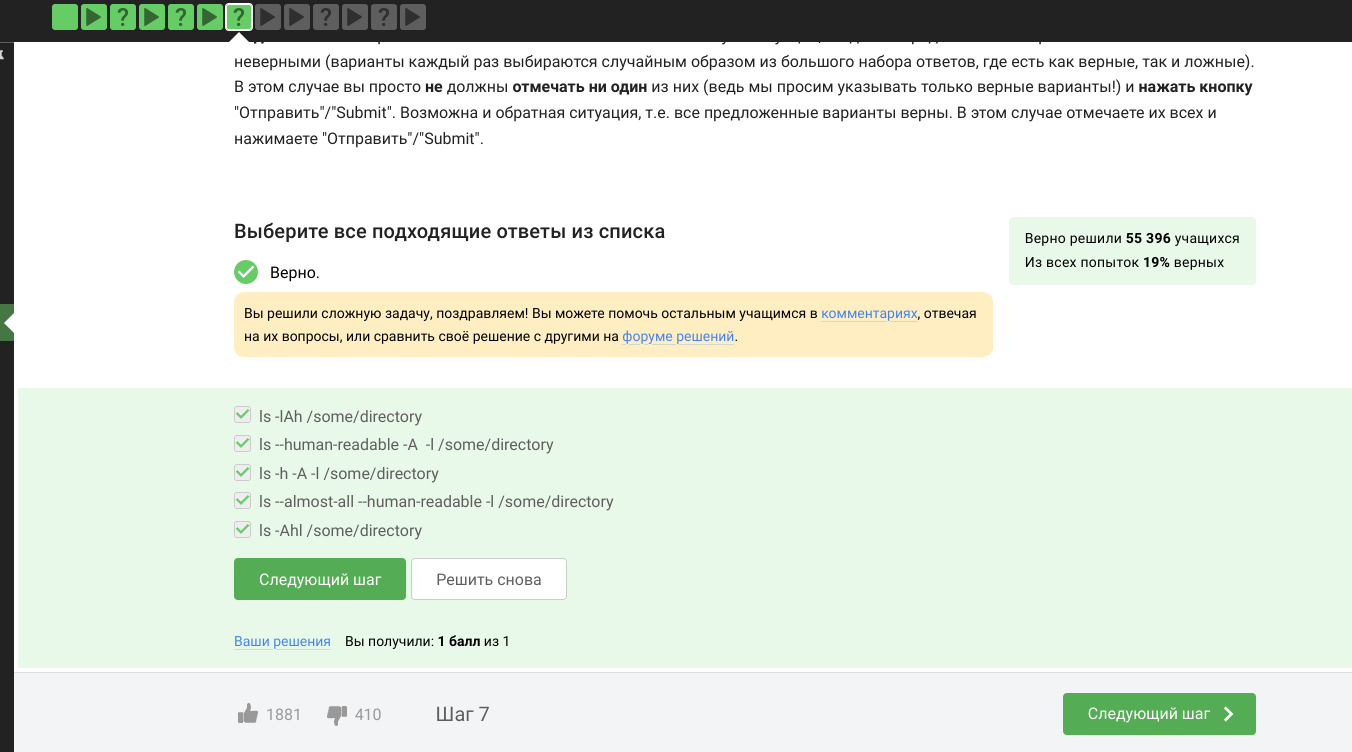 неверными (варианты каждый раз выбираются случайным образом из большого набора ответов, где есть как верные, так и ложные).
В этом случае вы просто не должны отмечать ни один из них (ведь мы просим указывать только верные варианты!) и нажать кнопку
"Отправить"/"Submit". Возможна и обратная ситуация, т.е. все предложенные варианты верны. В этом случае отмечаете их всех и
нажимаете "Отправить"/"Submit".
Выберите все подходящие ответы из списка
Верно решили 55 396 учащихся
Из всех попыток 19% верных
Верно.
Вы решили сложную задачу, поздравляем! Вы можете помочь остальным учащимся в комментариях, отвечая
на их вопросы, или сравнить своё решение с другими на форуме решений.
ls -lAh /some/directory
ls --human-readable -A  -l /some/directory
ls -h -A -l /some/directory
ls --almost-all --human-readable -l /some/directory
ls -Ahl /some/directory
Следующий шаг
Решить снова
Ваши решения Вы получили: 1 балл из 1
1881 410 Шаг 7
Следующий шаг